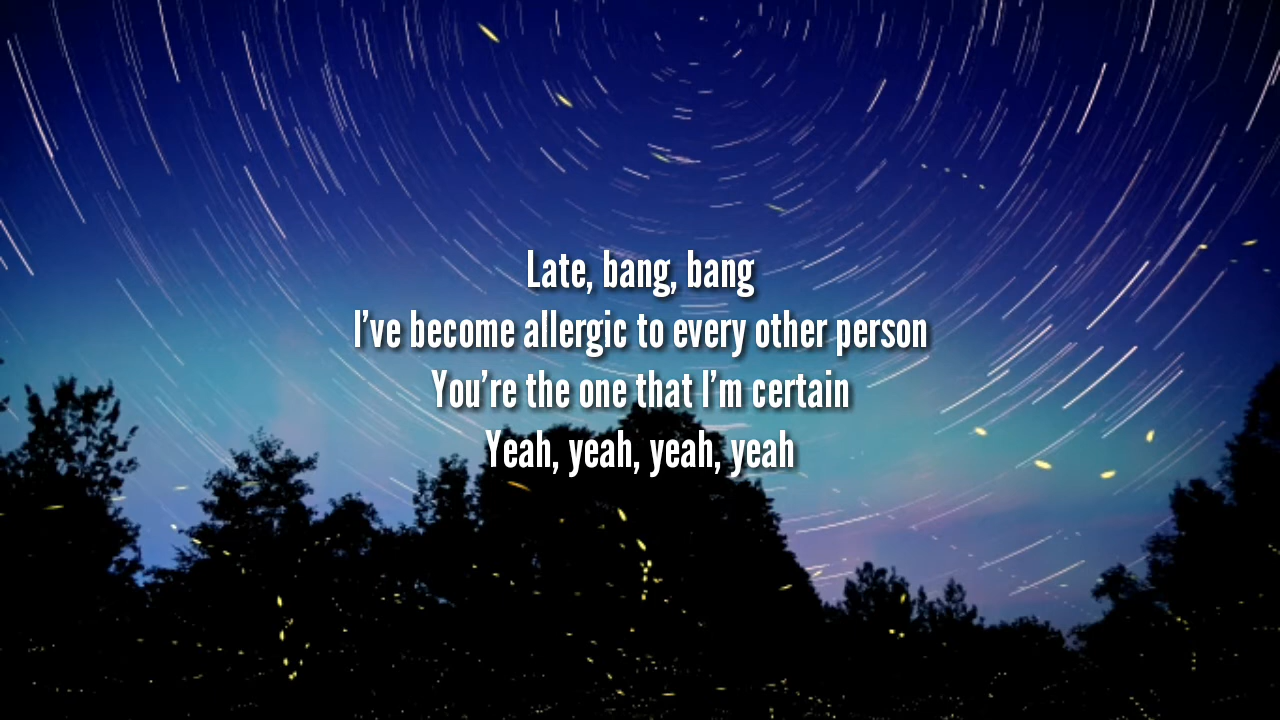 Late, bang, bang
I've become allergic to every other person
You're the one that I'm certain
Yeah, yeah, yeah, yeah